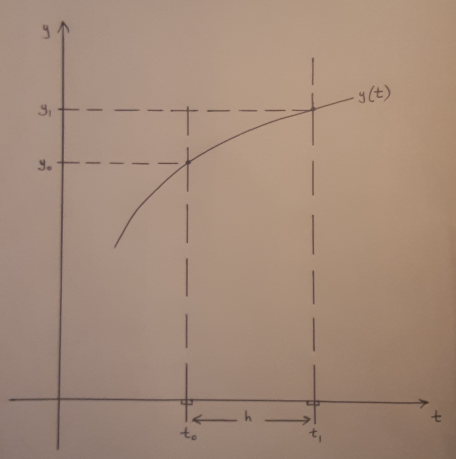 y
y(t)
y₁
y₀
h
t
t₀
t₁